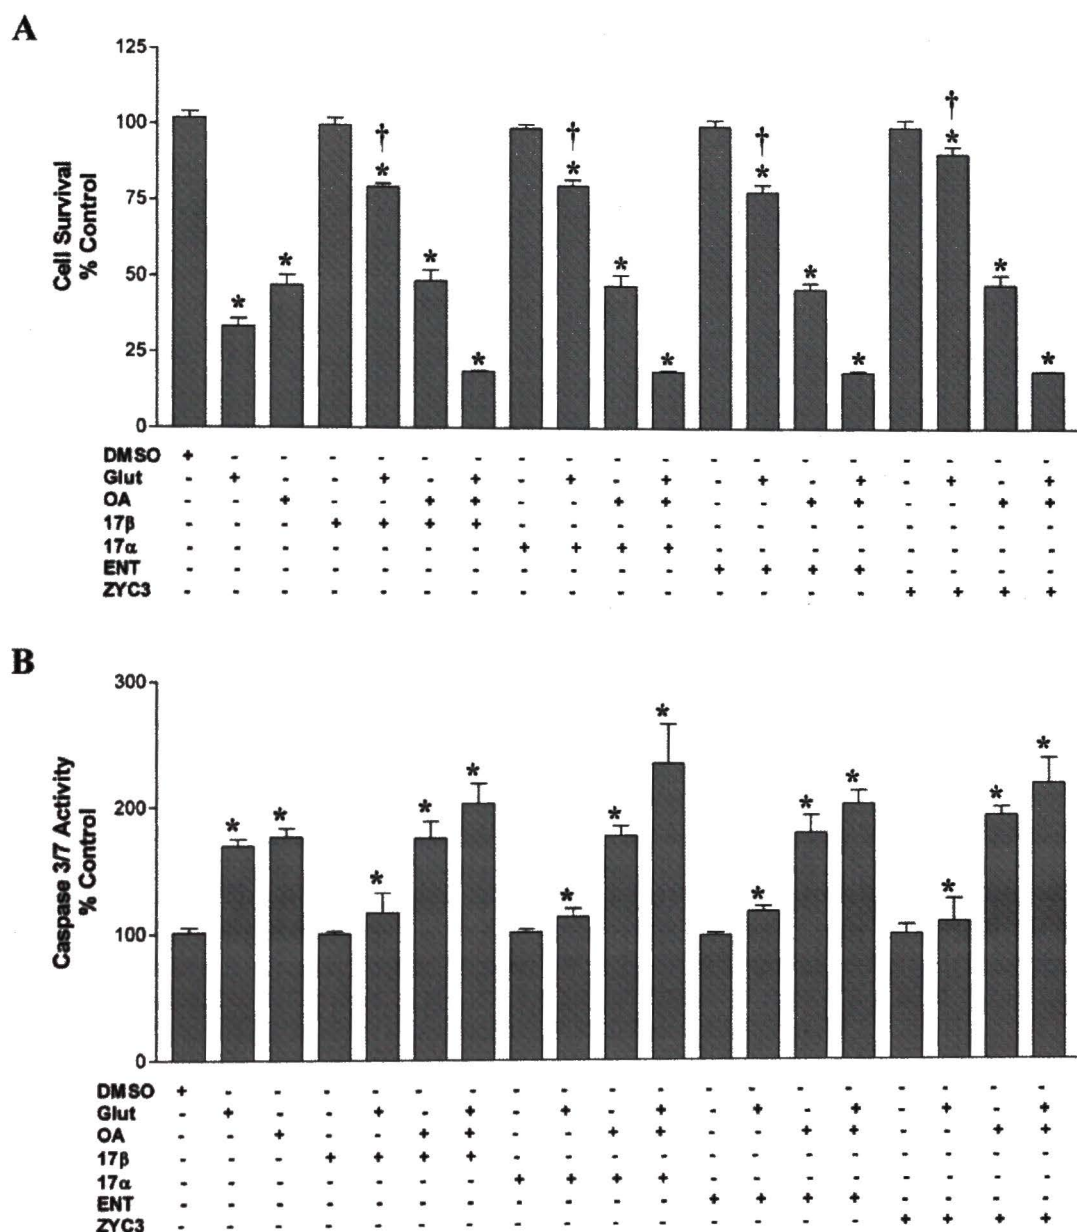 A
Cell Survival
% Control
125
100
75
50
25
0
* * † * * * † * * * † * * * † * * *
DMSO + - - - - - - - - - - - - - - - - - -
Glut - + - - + - + - + - + - + - + - + - +
OA - - + - - + + - - + + - - + + - - + +
17β - - - + + + + - - - - - - - - - - - -
17α - - - - - - - + + + + - - - - - - - -
ENT - - - - - - - - - - - + + + + - - - -
ZYC3 - - - - - - - - - - - - - - - + + + +
B
Caspase 3/7 Activity
% Control
300
200
100
0
* * * * * * * * * * * * * *
DMSO + - - - - - - - - - - - - - - - - - -
Glut - + - - + - + - + - + - + - + - + - +
OA - - + - - + + - - + + - - + + - - + +
17β - - - + + + + - - - - - - - - - - - -
17α - - - - - - - + + + + - - - - - - - -
ENT - - - - - - - - - - - + + + + - - - -
ZYC3 - - - - - - - - - - - - - - - + + + +